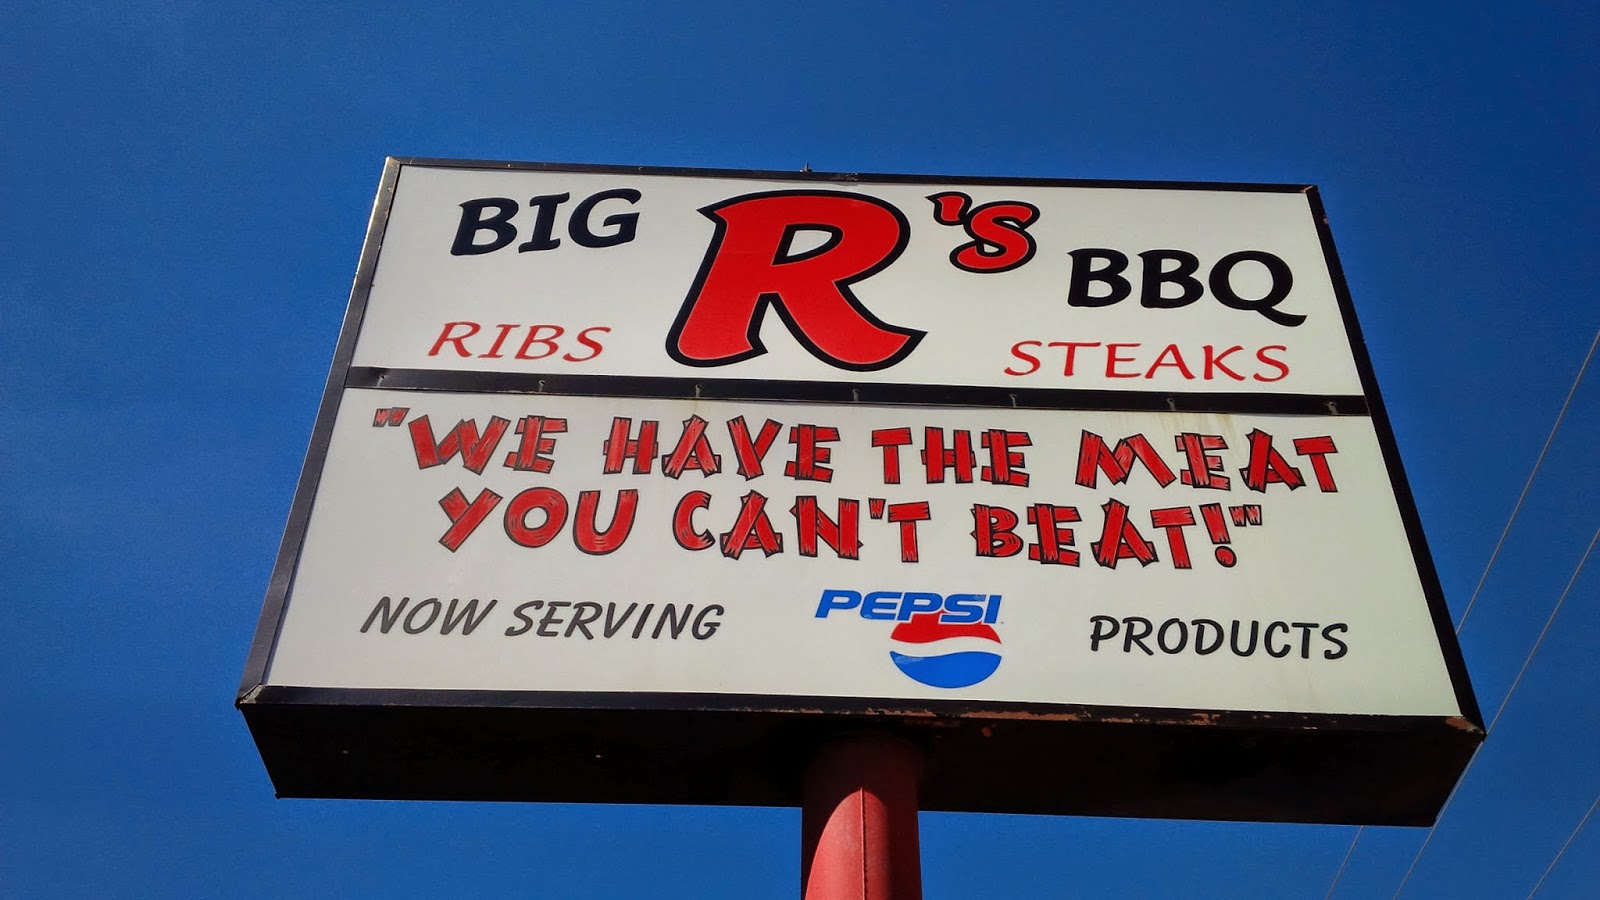 BIG R'S BBQ
RIBS STEAKS
"WE HAVE THE MEAT
YOU CAN'T BEAT!"
NOW SERVING PEPSI PRODUCTS